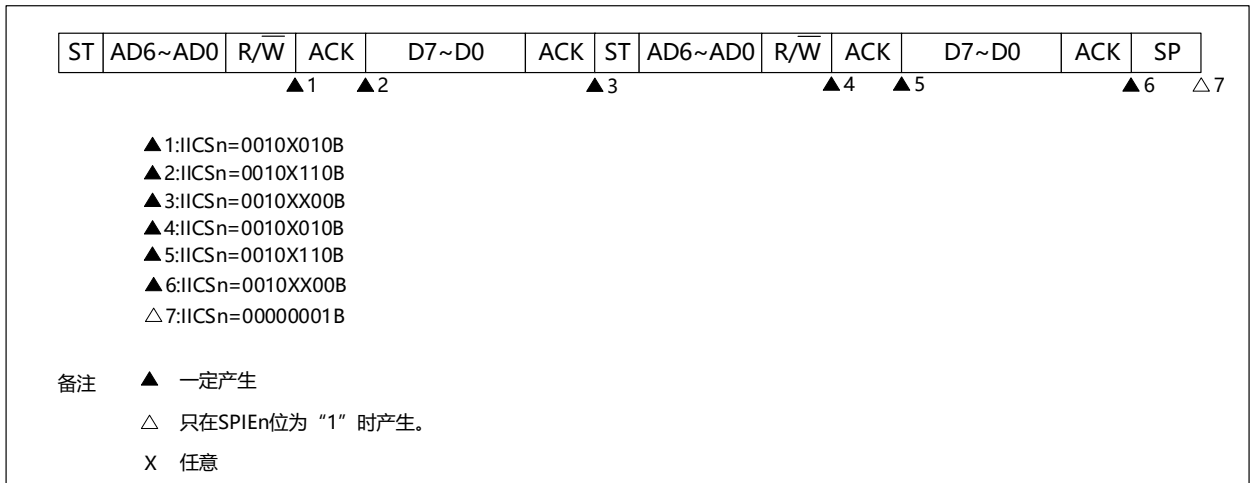 ST AD6~AD0 R/W̅ ACK D7~D0 ACK ST AD6~AD0 R/W̅ ACK D7~D0 ACK SP
▲1 ▲2 ▲3 ▲4 ▲5 ▲6 △7
▲1:IICSn=0010X010B
▲2:IICSn=0010X110B
▲3:IICSn=0010XX00B
▲4:IICSn=0010X010B
▲5:IICSn=0010X110B
▲6:IICSn=0010XX00B
△7:IICSn=00000001B
备注 ▲ 一定产生
△ 只在SPIEn位为“1”时产生。
X 任意